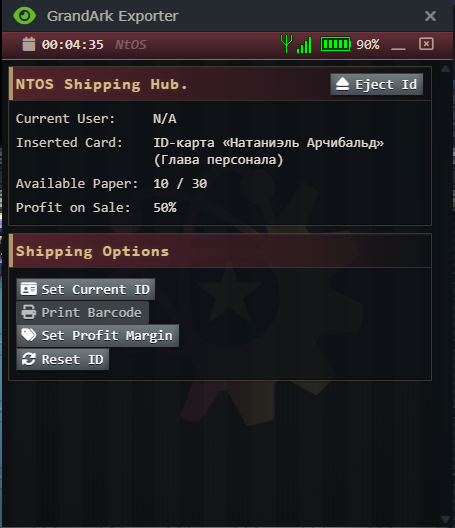 GrandArk Exporter
00:04:35 NtOS 90%
NTOS Shipping Hub. Eject Id
Current User: N/A
Inserted Card: ID-карта «Натаниэль Арчибальд»
(Глава персонала)
Available Paper: 10 / 30
Profit on Sale: 50%
Shipping Options
Set Current ID
Print Barcode
Set Profit Margin
Reset ID